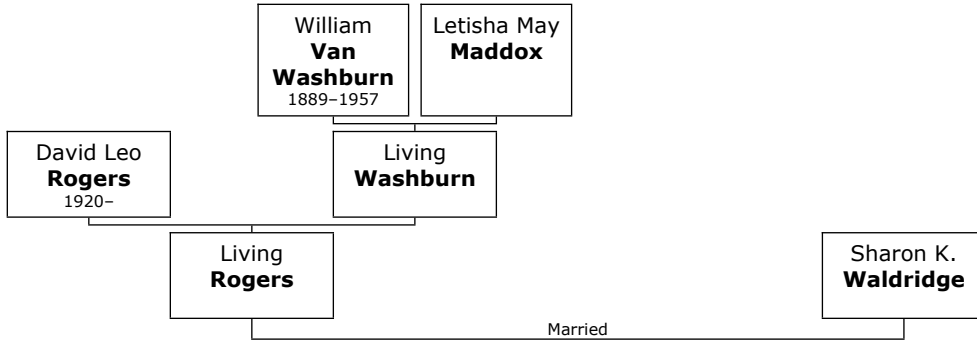 William
Van
Washburn
1889–1957
Letisha May
Maddox
David Leo
Rogers
1920–
Living
Washburn
Living
Rogers
Sharon K.
Waldridge
Married